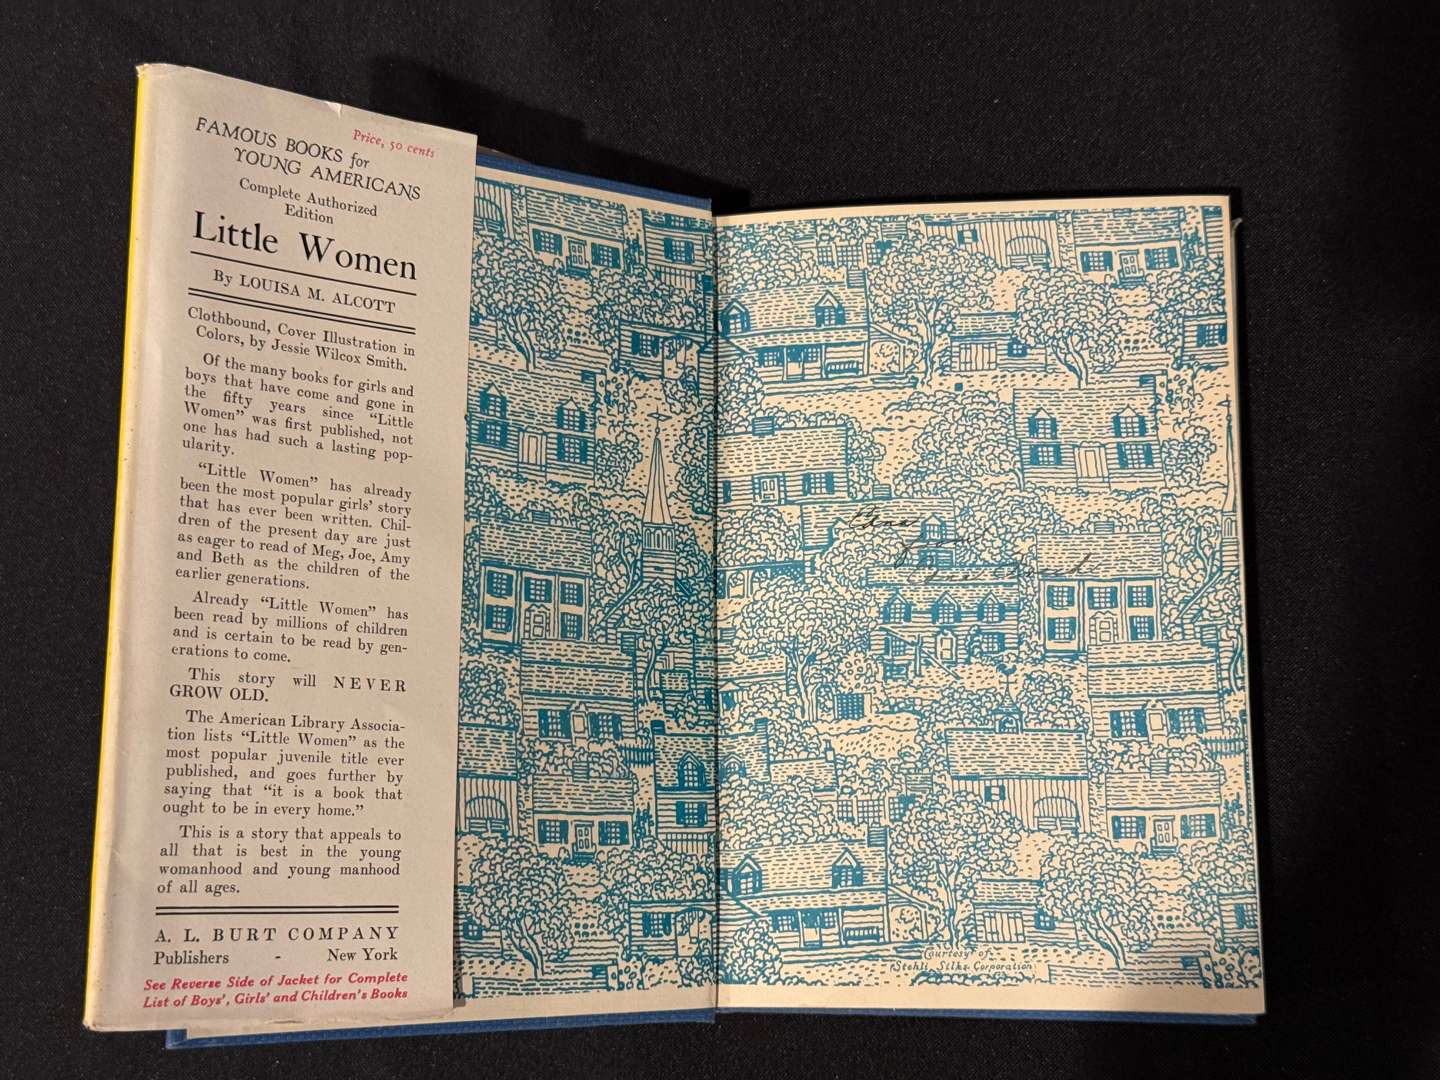 Price, 50 cents
FAMOUS BOOKS for
YOUNG AMERICANS
Complete Authorized
Edition
Little Women
By LOUISA M. ALCOTT
Clothbound, Cover Illustration in
Colors, by Jessie Wilcox Smith.
Of the many books for girls and
boys that have come and gone in
the fifty years since “Little
Women” was first published, not
one has had such a lasting pop-
ularity.
“Little Women” has already
been the most popular girls’ story
that has ever been written. Chil-
dren of the present day are just
as eager to read of Meg, Joe, Amy
and Beth as the children of the
earlier generations.
Already “Little Women” has
been read by millions of children
and is certain to be read by gen-
erations to come.
This story will NEVER
GROW OLD.
The American Library Associa-
tion lists “Little Women” as the
most popular juvenile title ever
published, and goes further by
saying that “it is a book that
ought to be in every home.”
This is a story that appeals to
all that is best in the young
womanhood and young manhood
of all ages.
A. L. BURT COMPANY
Publishers - New York
See Reverse Side of Jacket for Complete
List of Boys’, Girls’ and Children’s Books
Courtesy of
Stehli Silks Corporation